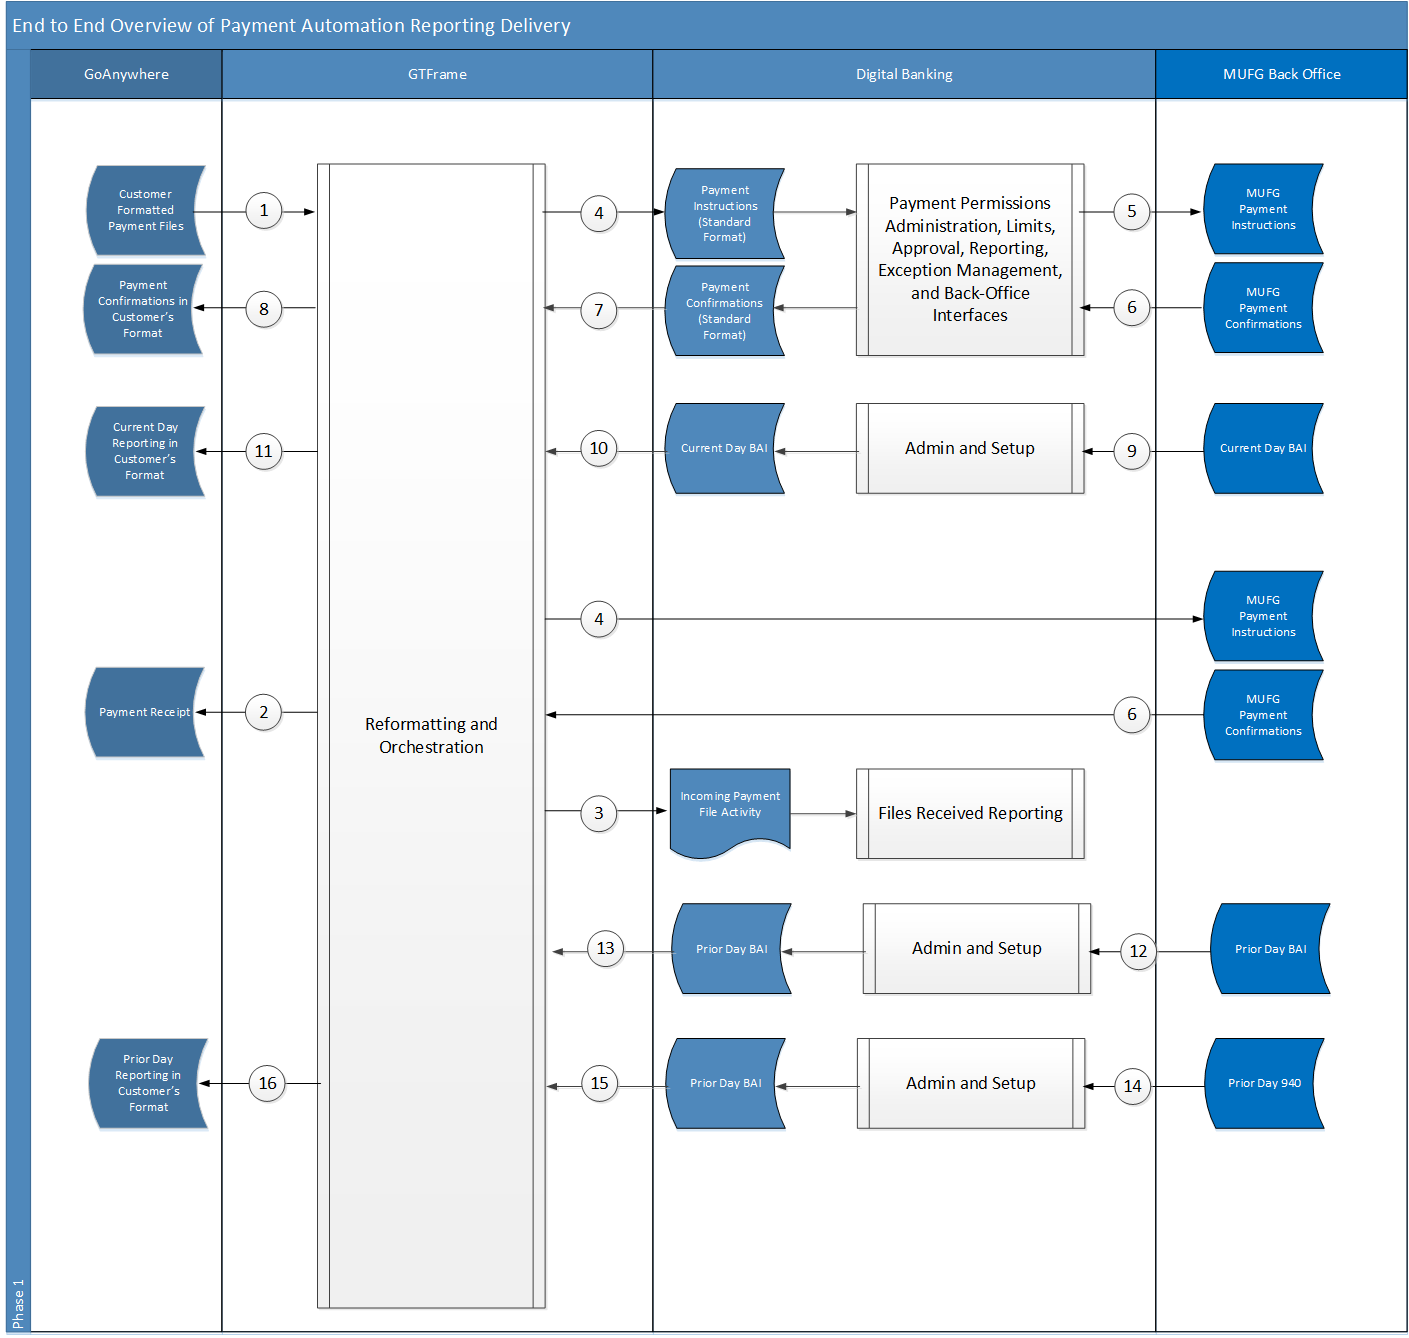 End to End Overview of Payment Automation Reporting Delivery
GoAnywhere
GTFrame
Digital Banking
MUFG Back Office
Customer
Formatted
Payment Files
1
4
Payment
Instructions
(Standard
Format)
Payment Permissions
Administration, Limits,
Approval, Reporting,
Exception Management,
and Back-Office
Interfaces
5
MUFG
Payment
Instructions
Payment
Confirmations in
Customer's
Format
8
7
Payment
Confirmations
(Standard
Format)
6
MUFG
Payment
Confirmations
Current Day
Reporting in
Customer's
Format
11
10
Current Day BAI
Admin and Setup
9
Current Day BAI
4
MUFG
Payment
Instructions
Payment Receipt
2
Reformatting and
Orchestration
6
MUFG
Payment
Confirmations
3
Incoming Payment
File Activity
Files Received Reporting
13
Prior Day BAI
Admin and Setup
12
Prior Day BAI
Prior Day
Reporting in
Customer's
Format
16
15
Prior Day BAI
Admin and Setup
14
Prior Day 940
Phase 1